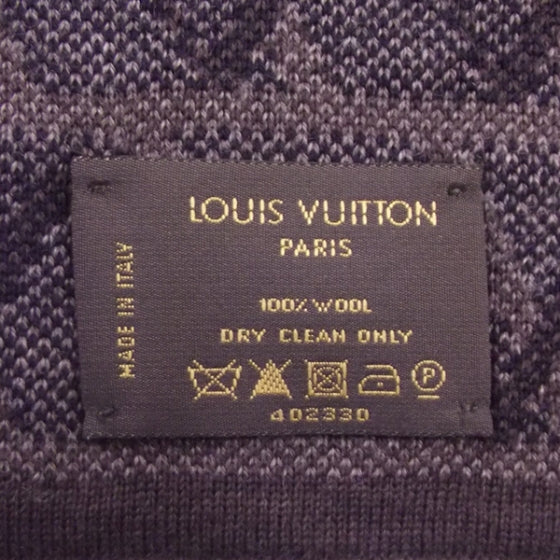 LOUIS VUITTON
PARIS
MADE IN ITALY
100% WOOL
DRY CLEAN ONLY
P
402330